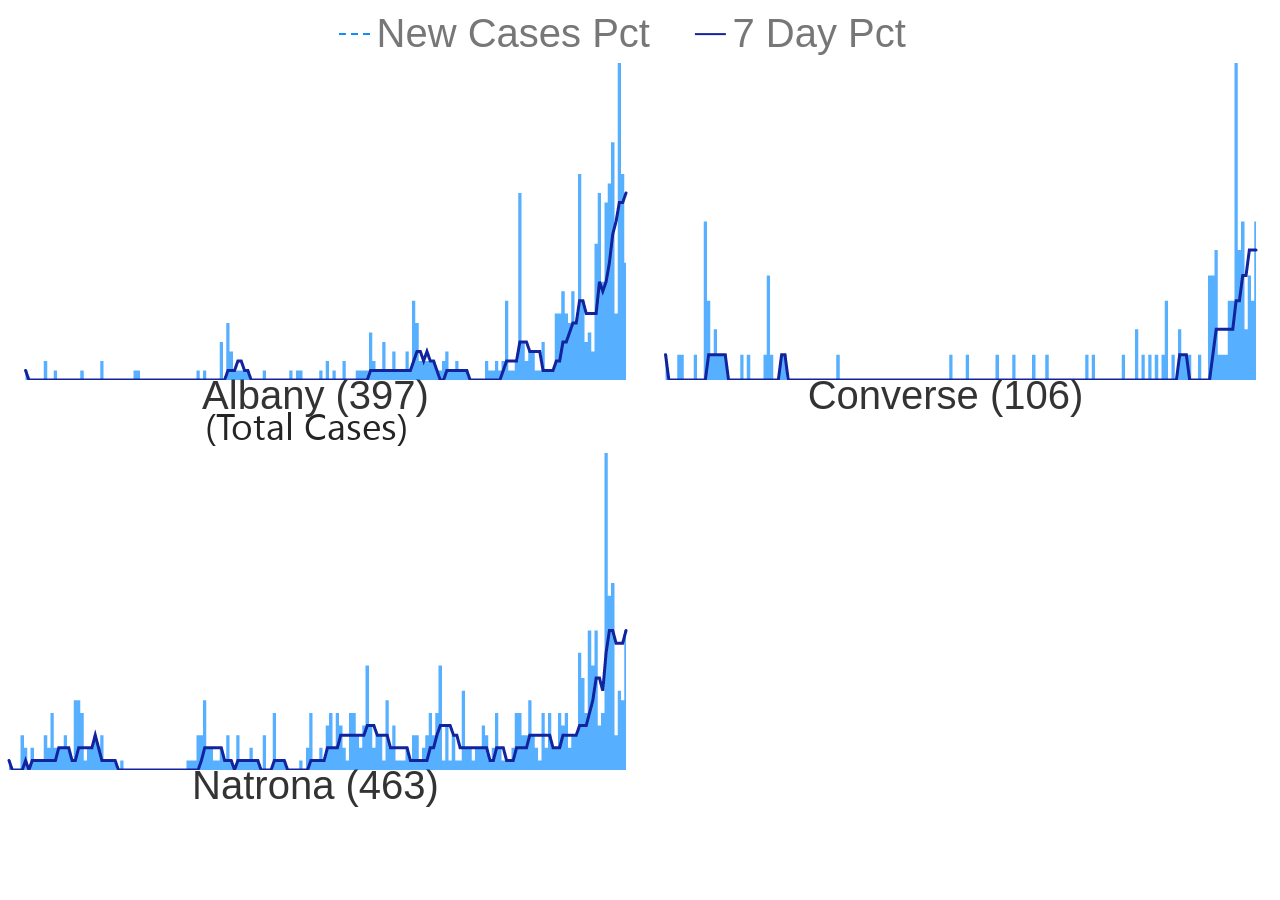 New Cases Pct 7 Day Pct
Albany (397)
(Total Cases)
Converse (106)
Natrona (463)